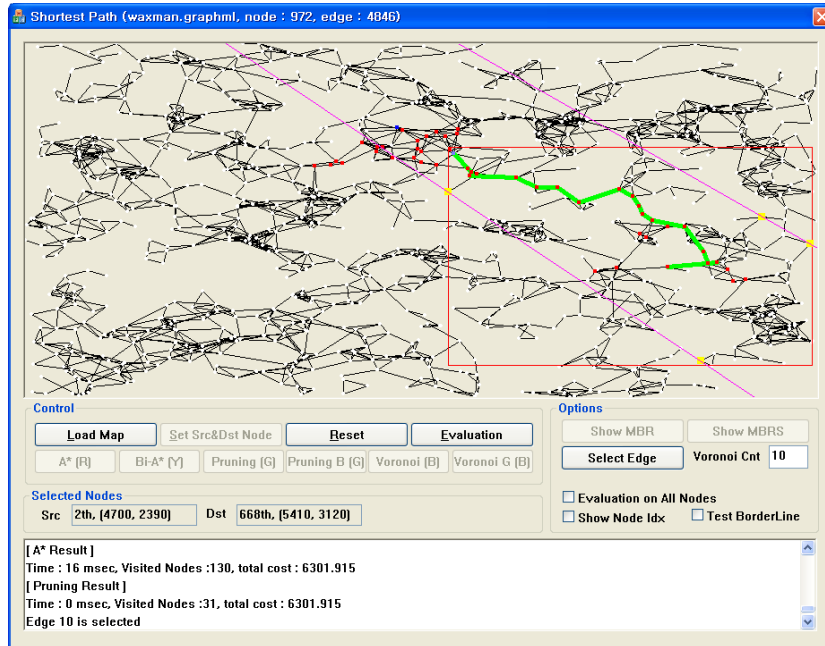 Shortest Path (waxman.graphml, node : 972, edge : 4846)
Control
Load Map
Set Src&Dst Node
Reset
Evaluation
A* (R)
Bi-A* (Y)
Pruning (G)
Pruning B (G)
Voronoi (B)
Voronoi G (B)
Options
Show MBR
Show MBRS
Select Edge
Voronoi Cnt
10
Evaluation on All Nodes
Show Node Idx
Test BorderLine
Selected Nodes
Src
2th, (4700, 2390)
Dst
668th, (5410, 3120)
[ A* Result ]
Time : 16 msec, Visited Nodes :130, total cost : 6301.915
[ Pruning Result ]
Time : 0 msec, Visited Nodes :31, total cost : 6301.915
Edge 10 is selected